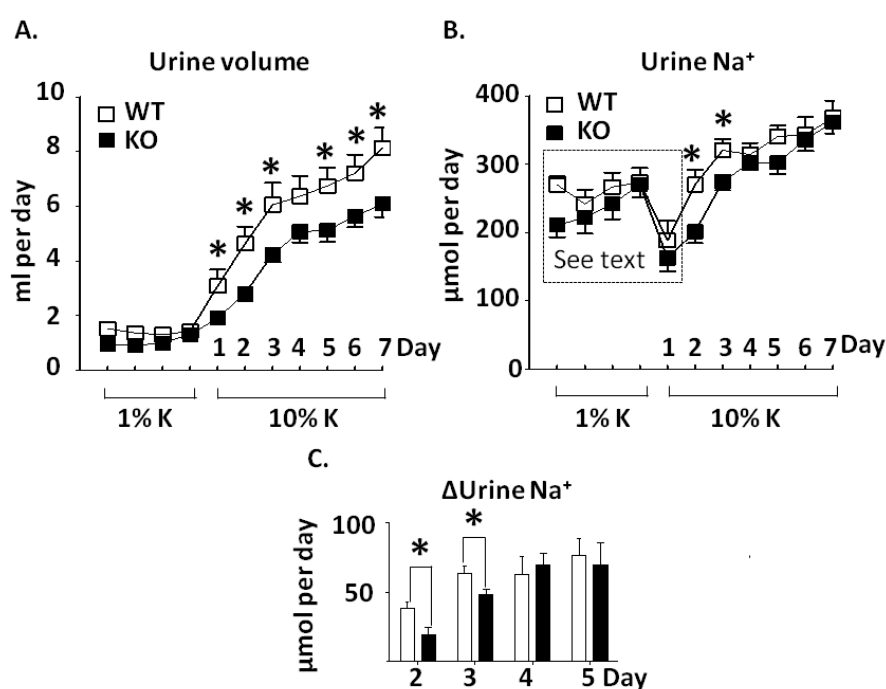 A.
Urine volume
10
8
6
4
2
0
ml per day
WT
KO
*
*
*
*
*
*
1 2 3 4 5 6 7 Day
1% K
10% K
B.
Urine Na⁺
400
300
200
100
0
µmol per day
WT
KO
*
*
See text
1 2 3 4 5 6 7 Day
1% K
10% K
C.
ΔUrine Na⁺
100
50
µmol per day
*
*
2 3 4 5 Day